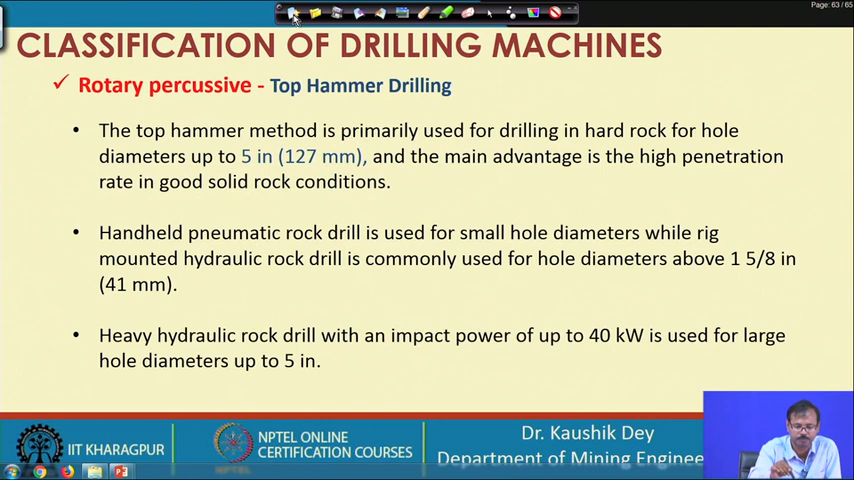 Page: 63 / 65
CLASSIFICATION OF DRILLING MACHINES
✓ Rotary percussive - Top Hammer Drilling
• The top hammer method is primarily used for drilling in hard rock for hole
diameters up to 5 in (127 mm), and the main advantage is the high penetration
rate in good solid rock conditions.
• Handheld pneumatic rock drill is used for small hole diameters while rig
mounted hydraulic rock drill is commonly used for hole diameters above 1 5/8 in
(41 mm).
• Heavy hydraulic rock drill with an impact power of up to 40 kW is used for large
hole diameters up to 5 in.
IIT KHARAGPUR
NPTEL ONLINE
CERTIFICATION COURSES
NPTEL
Dr. Kaushik Dey
Department of Mining Enginee